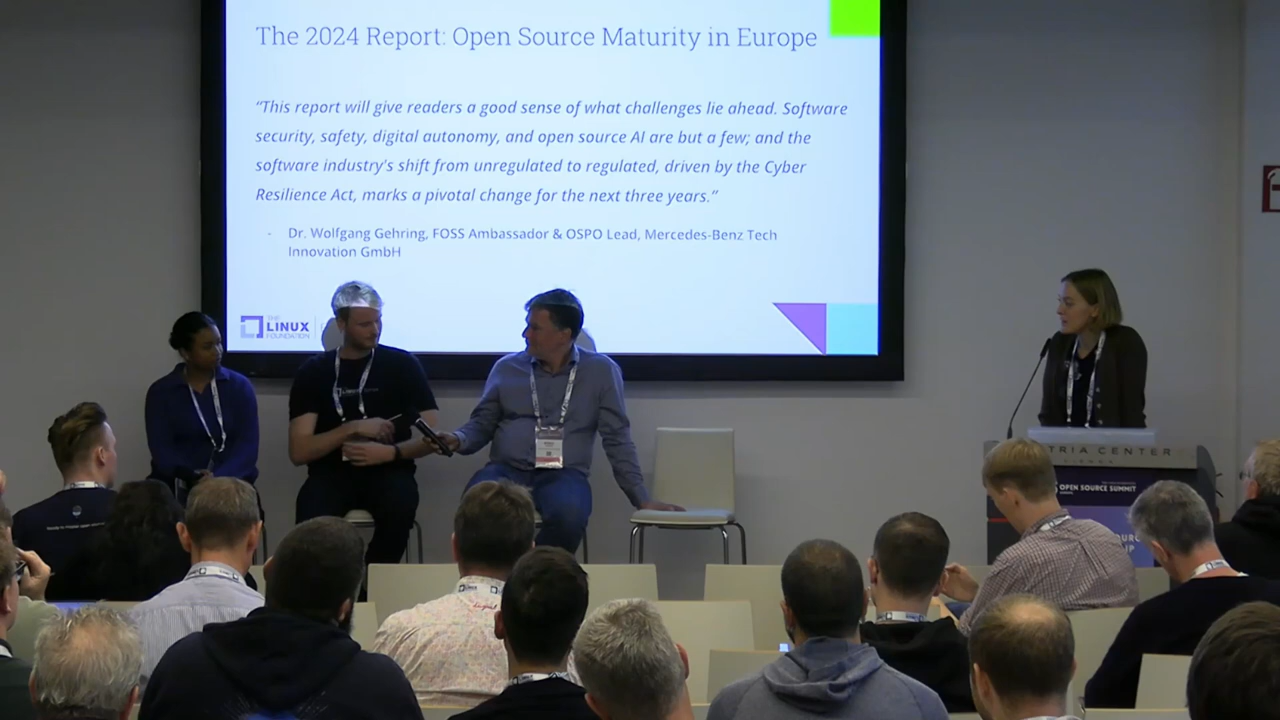 The 2024 Report: Open Source Maturity in Europe
“This report will give readers a good sense of what challenges lie ahead. Software
security, safety, digital autonomy, and open source AI are but a few; and the
software industry's shift from unregulated to regulated, driven by the Cyber
Resilience Act, marks a pivotal change for the next three years.”
- Dr. Wolfgang Gehring, FOSS Ambassador & OSPO Lead, Mercedes-Benz Tech
Innovation GmbH
THE
LINUX
FOUNDATION
TRIA CENTER
OPEN SOURCE SUMMIT